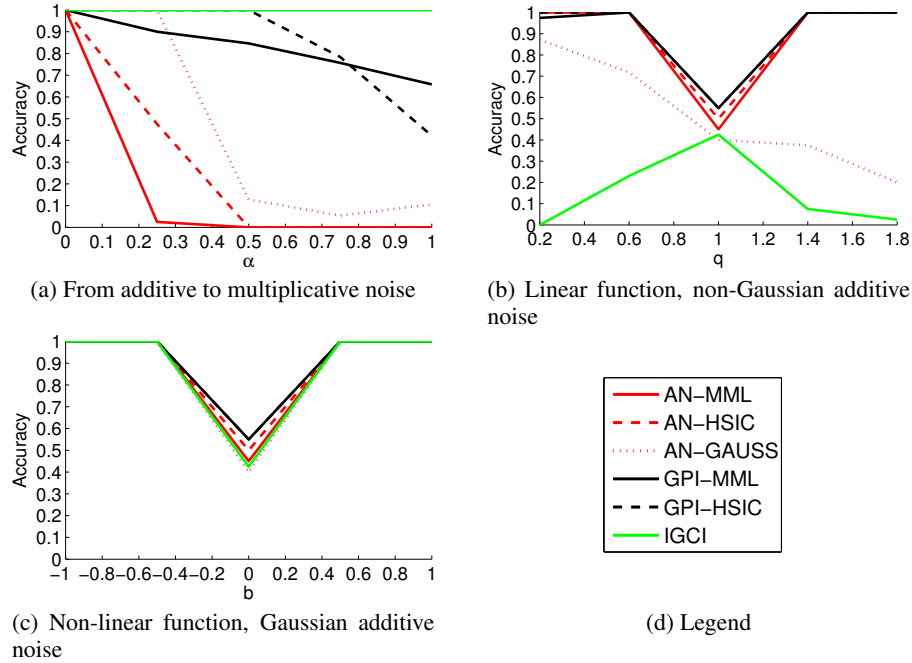 1
0.9
0.8
0.7
0.6
0.5
0.4
0.3
0.2
0.1
0
Accuracy
0 0.1 0.2 0.3 0.4 0.5 0.6 0.7 0.8 0.9 1
α
(a) From additive to multiplicative noise
1
0.9
0.8
0.7
0.6
0.5
0.4
0.3
0.2
0.1
0
Accuracy
0.2 0.4 0.6 0.8 1 1.2 1.4 1.6 1.8
q
(b) Linear function, non-Gaussian additive
noise
1
0.9
0.8
0.7
0.6
0.5
0.4
0.3
0.2
0.1
0
Accuracy
−1 −0.8 −0.6 −0.4 −0.2 0 0.2 0.4 0.6 0.8 1
b
(c) Non-linear function, Gaussian additive
noise
AN−MML
AN−HSIC
AN−GAUSS
GPI−MML
GPI−HSIC
IGCI
(d) Legend